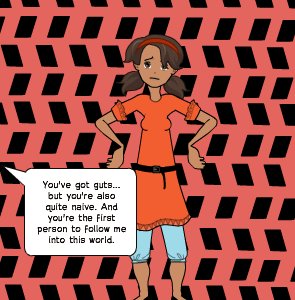 You've got guts...
but you're also
quite naive. And
you're the first
person to follow me
into this world.